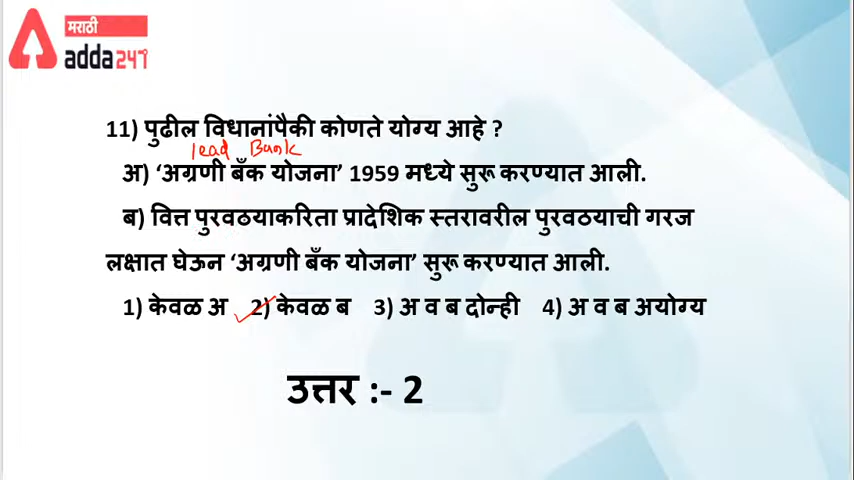 मराठी
adda247
11) पुढील विधानांपैकी कोणते योग्य आहे ?
lead Bank
अ) ‘अग्रणी बँक योजना’ 1959 मध्ये सुरू करण्यात आली.
ब) वित्त पुरवठयाकरिता प्रादेशिक स्तरावरील पुरवठयाची गरज
लक्षात घेऊन ‘अग्रणी बँक योजना’ सुरू करण्यात आली.
1) केवळ अ 2) केवळ ब 3) अ व ब दोन्ही 4) अ व ब अयोग्य
उत्तर :- 2